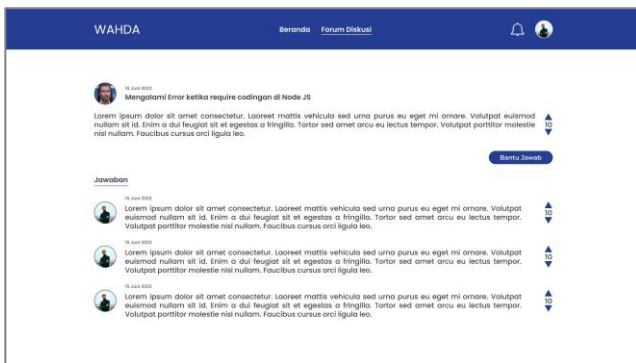 WAHDA
Beranda Forum Diskusi
15 Juni 2022
Mengalami Error ketika require codingan di Node JS
Lorem ipsum dolor sit amet consectetur. Laoreet mattis vehicula sed urna purus eu eget mi ornare. Volutpat euismod
nullam sit id. Enim a dui feugiat sit et egestas a fringilla. Tortor sed amet arcu eu lectus tempor. Volutpat porttitor molestie
nisl nullam. Faucibus cursus orci ligula leo.
10
Bantu Jawab
Jawaban
15 Juni 2022
Lorem ipsum dolor sit amet consectetur. Laoreet mattis vehicula sed urna purus eu eget mi ornare. Volutpat
euismod nullam sit id. Enim a dui feugiat sit et egestas a fringilla. Tortor sed amet arcu eu lectus tempor.
Volutpat porttitor molestie nisl nullam. Faucibus cursus orci ligula leo.
10
15 Juni 2022
Lorem ipsum dolor sit amet consectetur. Laoreet mattis vehicula sed urna purus eu eget mi ornare. Volutpat
euismod nullam sit id. Enim a dui feugiat sit et egestas a fringilla. Tortor sed amet arcu eu lectus tempor.
Volutpat porttitor molestie nisl nullam. Faucibus cursus orci ligula leo.
10
15 Juni 2022
Lorem ipsum dolor sit amet consectetur. Laoreet mattis vehicula sed urna purus eu eget mi ornare. Volutpat
euismod nullam sit id. Enim a dui feugiat sit et egestas a fringilla. Tortor sed amet arcu eu lectus tempor.
Volutpat porttitor molestie nisl nullam. Faucibus cursus orci ligula leo.
10